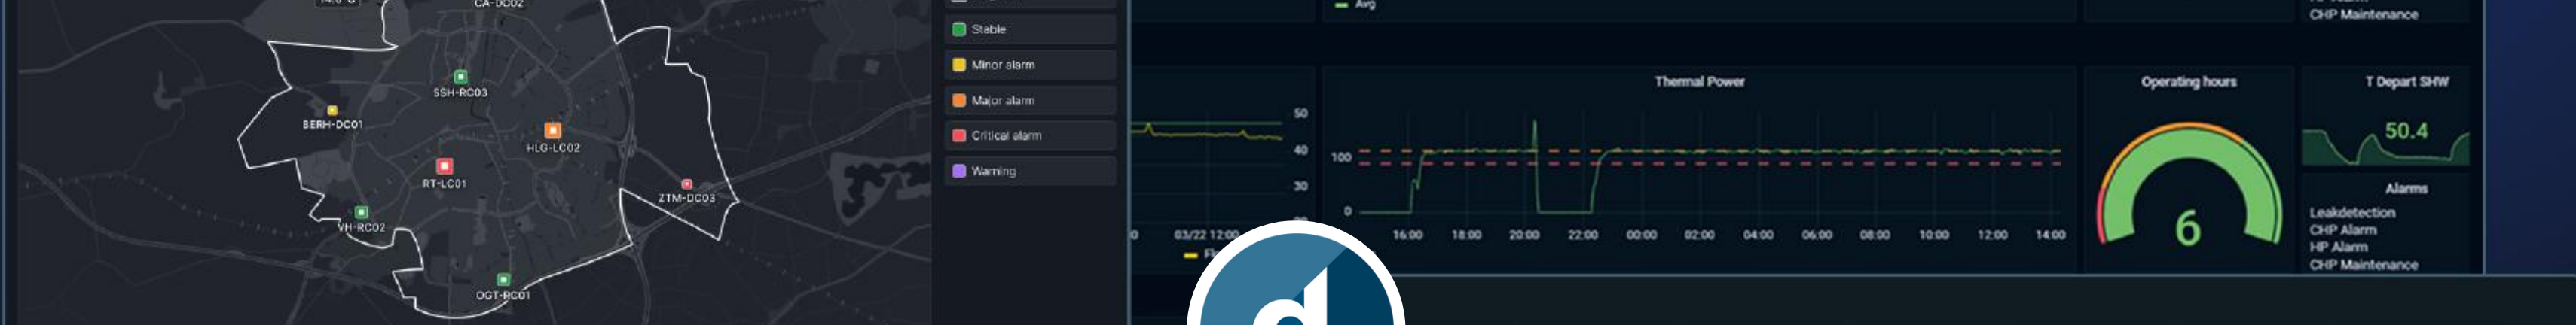 CA-DC02
SSH-RC03
BERH-DC01
HLG-LC02
RT-LC01
ZTM-DC03
VH-RC02
OGT-RC01
Stable
Minor alarm
Major alarm
Critical alarm
Warning
50
40
30
03/22 12:00
Avg
Thermal Power
100
0
16:00 18:00 20:00 22:00 00:00 02:00 04:00 06:00 08:00 10:00 12:00 14:00
Operating hours
6
CHP Maintenance
T Depart SHW
50.4
Alarms
Leakdetection
CHP Alarm
HP Alarm
CHP Maintenance
d